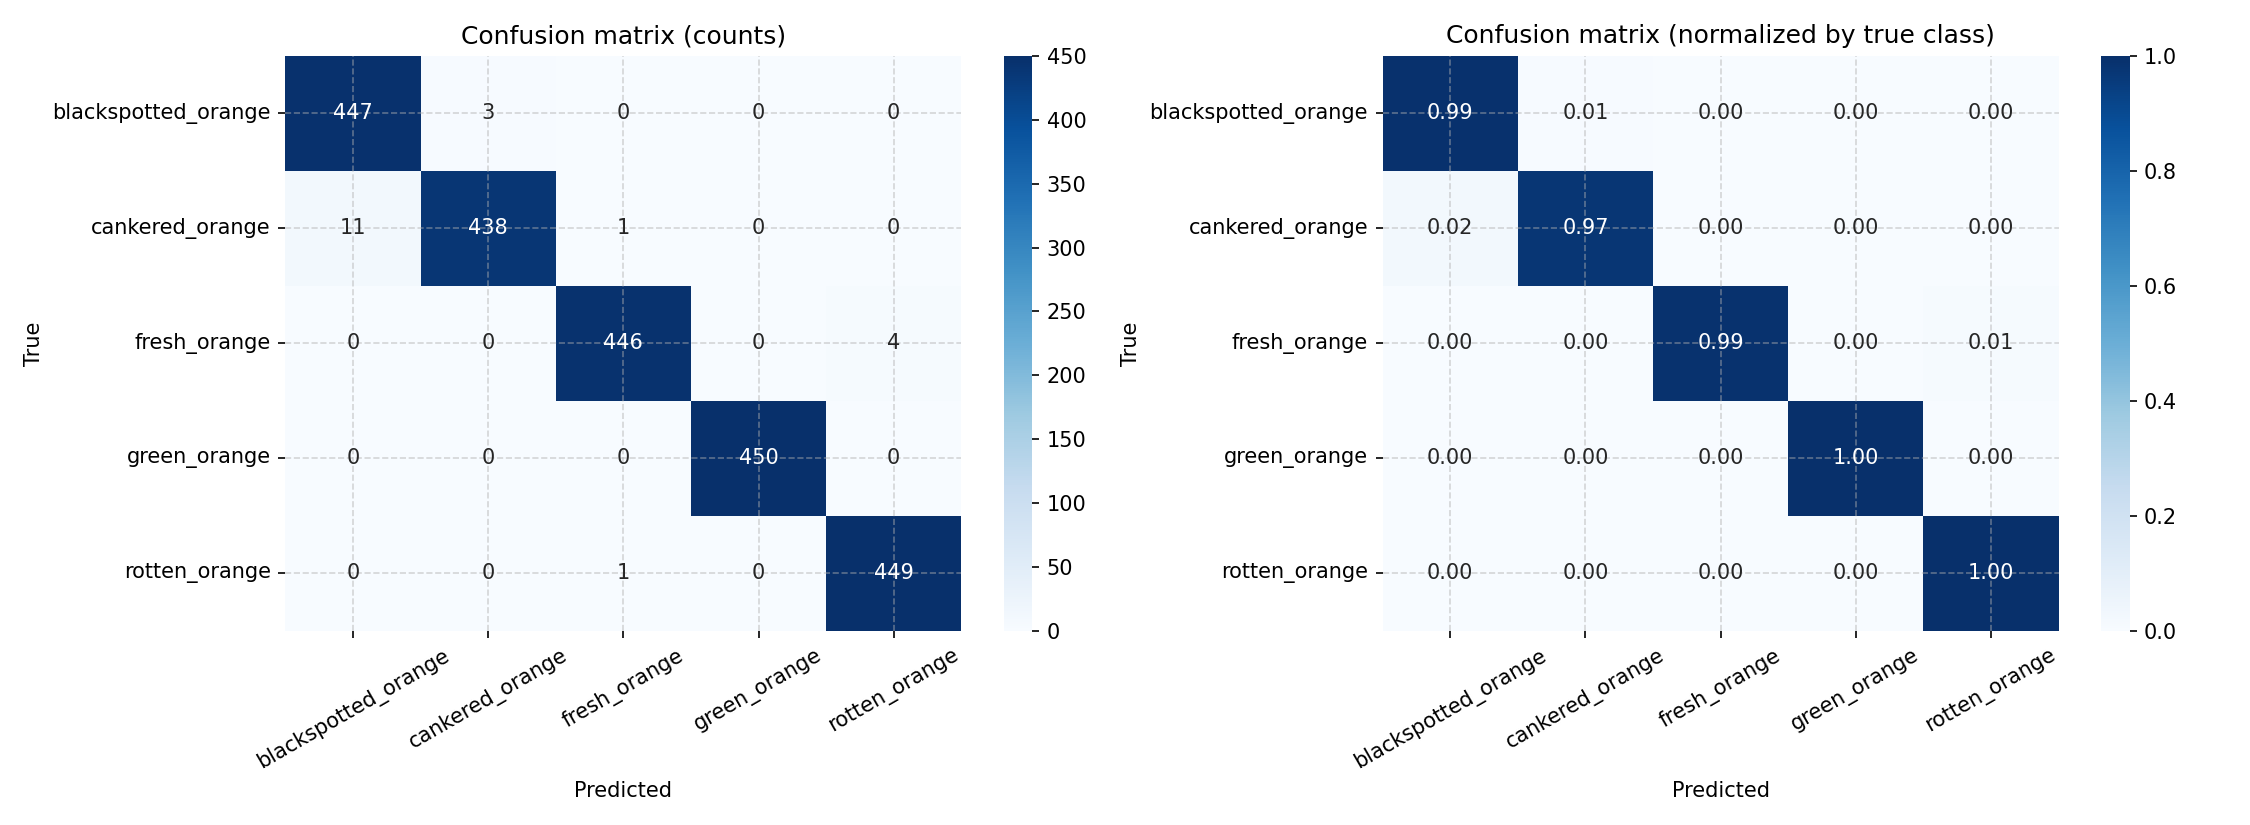 Confusion matrix (counts)
blackspotted_orange 447 3 0 0 0
cankered_orange 11 438 1 0 0
fresh_orange 0 0 446 0 4
green_orange 0 0 0 450 0
rotten_orange 0 0 1 0 449
True
blackspotted_orange cankered_orange fresh_orange green_orange rotten_orange
Predicted
450
400
350
300
250
200
150
100
50
0
Confusion matrix (normalized by true class)
blackspotted_orange 0.99 0.01 0.00 0.00 0.00
cankered_orange 0.02 0.97 0.00 0.00 0.00
fresh_orange 0.00 0.00 0.99 0.00 0.01
green_orange 0.00 0.00 0.00 1.00 0.00
rotten_orange 0.00 0.00 0.00 0.00 1.00
True
blackspotted_orange cankered_orange fresh_orange green_orange rotten_orange
Predicted
1.0
0.8
0.6
0.4
0.2
0.0